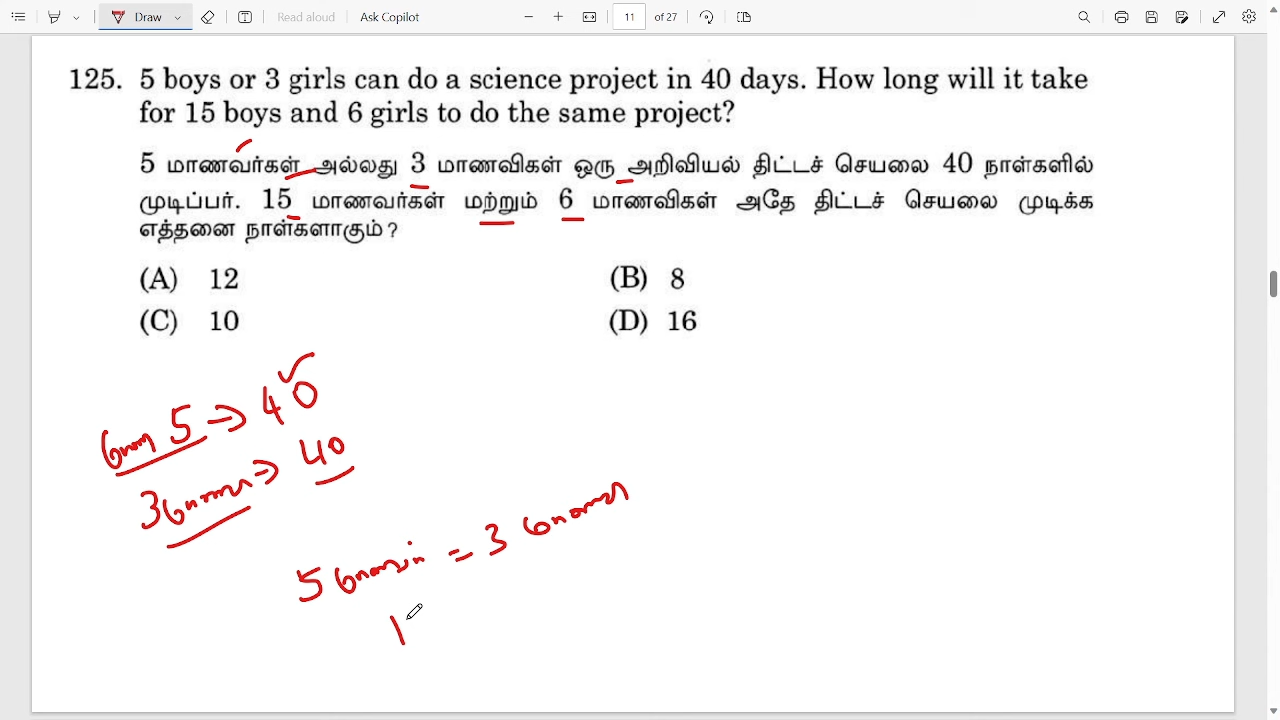 Draw Read aloud Ask Copilot 11 of 27
125. 5 boys or 3 girls can do a science project in 40 days. How long will it take
for 15 boys and 6 girls to do the same project?
5 மாணவர்கள் அல்லது 3 மாணவிகள் ஒரு அறிவியல் திட்டச் செயலை 40 நாள்களில்
முடிப்பர். 15 மாணவர்கள் மற்றும் 6 மாணவிகள் அதே திட்டச் செயலை முடிக்க
எத்தனை நாள்களாகும்?
(A) 12 (B) 8
(C) 10 (D) 16
5 ⇒ 40
3 ⇒ 40
5 = 3
1